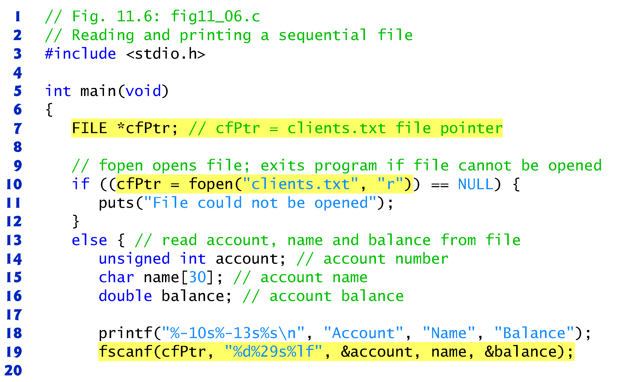 1 // Fig. 11.6: fig11_06.c
2 // Reading and printing a sequential file
3 #include <stdio.h>
4
5 int main(void)
6 {
7 FILE *cfPtr; // cfPtr = clients.txt file pointer
8
9 // fopen opens file; exits program if file cannot be opened
10 if ((cfPtr = fopen("clients.txt", "r")) == NULL) {
11 puts("File could not be opened");
12 }
13 else { // read account, name and balance from file
14 unsigned int account; // account number
15 char name[30]; // account name
16 double balance; // account balance
17
18 printf("%-10s%-13s%s\n", "Account", "Name", "Balance");
19 fscanf(cfPtr, "%d%29s%lf", &account, name, &balance);
20